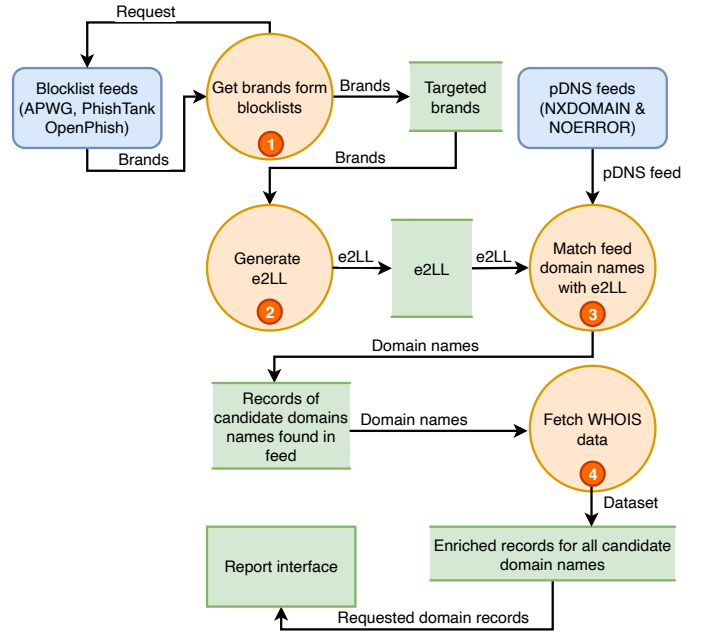 Request
Blocklist feeds
(APWG, PhishTank
OpenPhish)
Brands
Get brands form
blocklists
1
Brands
Targeted
brands
pDNS feeds
(NXDOMAIN &
NOERROR)
Brands
pDNS feed
Generate
e2LL
2
e2LL
e2LL
e2LL
Match feed
domain names
with e2LL
3
Domain names
Records of
candidate domains
names found in
feed
Domain names
Fetch WHOIS
data
4
Dataset
Enriched records for all candidate
domain names
Report interface
Requested domain records